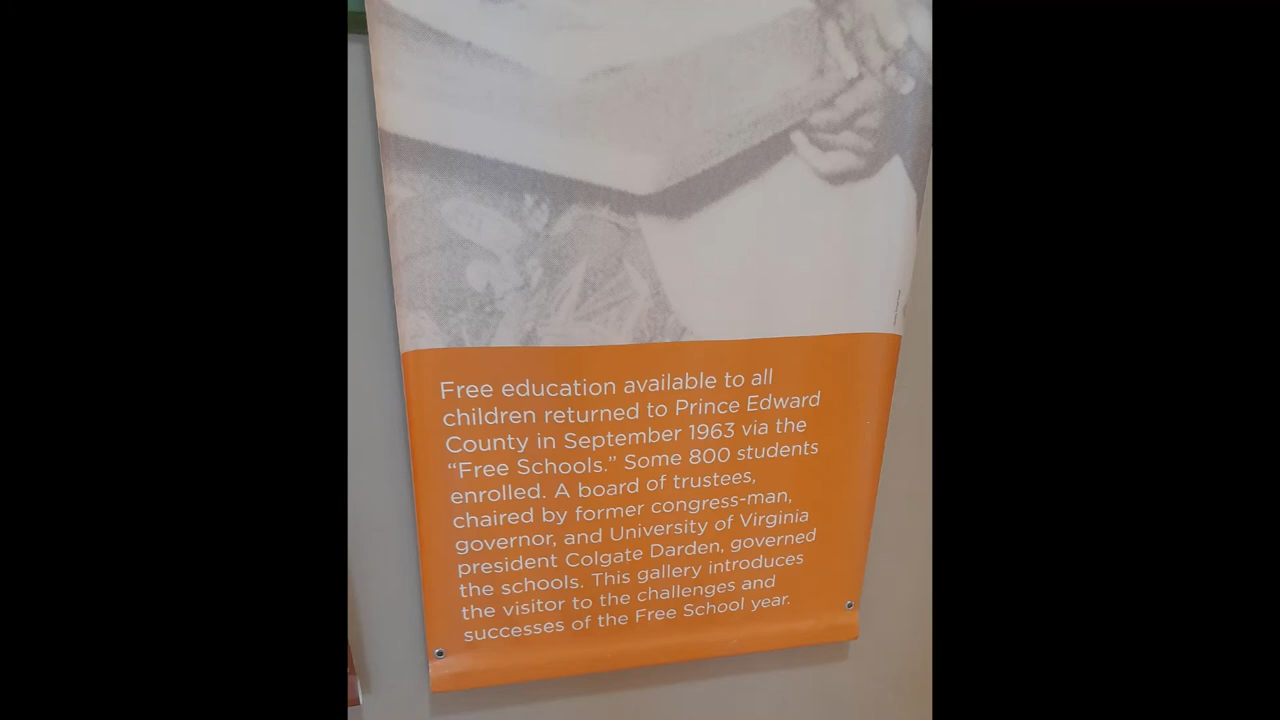 Free education available to all
children returned to Prince Edward
County in September 1963 via the
“Free Schools.” Some 800 students
enrolled. A board of trustees,
chaired by former congress-man,
governor, and University of Virginia
president Colgate Darden, governed
the schools. This gallery introduces
the visitor to the challenges and
successes of the Free School year.